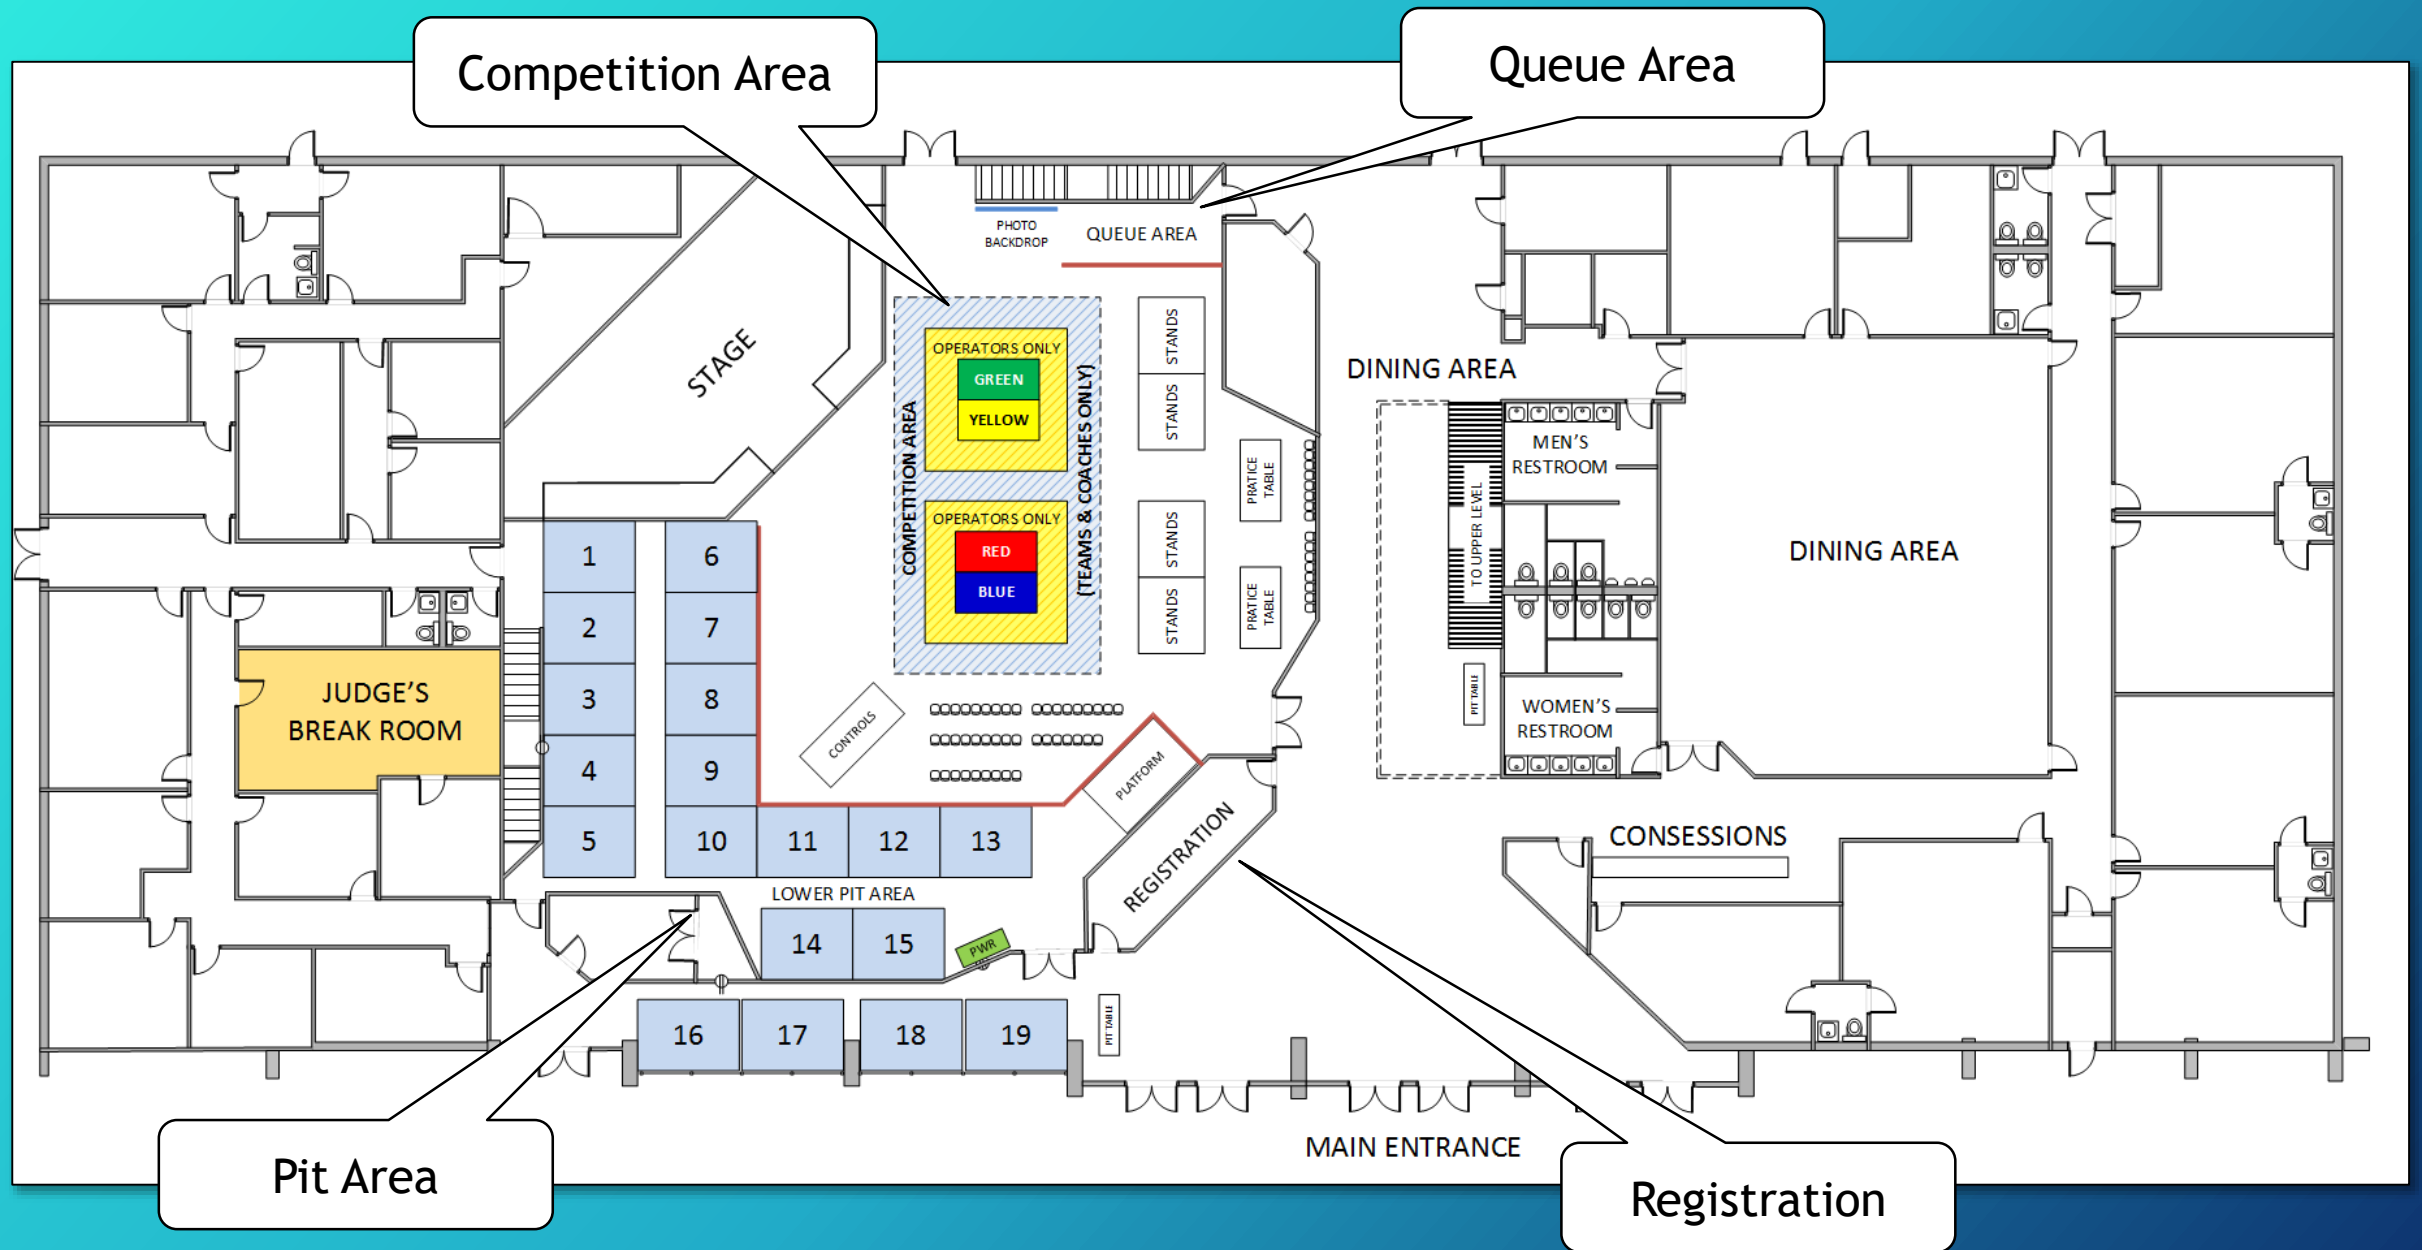 Competition Area
Queue Area
PHOTO
BACKDROP
QUEUE AREA
STAGE
COMPETITION AREA
(TEAMS & COACHES ONLY)
OPERATORS ONLY
GREEN
YELLOW
OPERATORS ONLY
RED
BLUE
STANDS
STANDS
STANDS
STANDS
PRATICE
TABLE
PRATICE
TABLE
DINING AREA
MEN'S
RESTROOM
TO UPPER LEVEL
DINING AREA
PIT TABLE
WOMEN'S
RESTROOM
JUDGE'S
BREAK ROOM
1
2
3
4
5
6
7
8
9
10
11
12
13
CONTROLS
PLATFORM
REGISTRATION
CONSESSIONS
LOWER PIT AREA
14
15
PWR
16
17
18
19
PIT TABLE
MAIN ENTRANCE
Pit Area
Registration